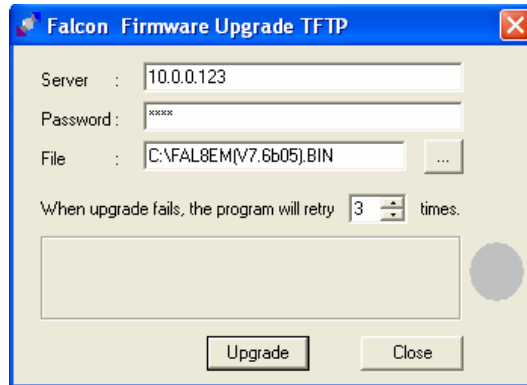 Falcon Firmware Upgrade TFTP
Server : 10.0.0.123
Password : ****
File : C:\FAL8EM(V7.6b05).BIN ...
When upgrade fails, the program will retry 3 times.
Upgrade Close